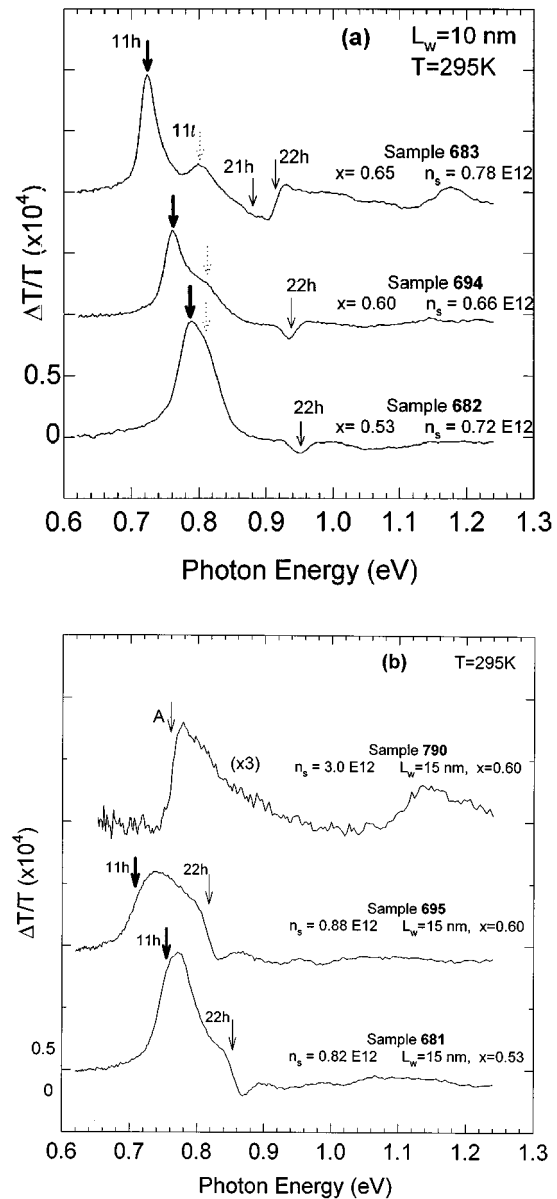 (a) L_w=10 nm
T=295K
11h
11l
21h 22h
Sample 683
x= 0.65 n_s = 0.78 E12
22h
Sample 694
x= 0.60 n_s = 0.66 E12
22h
Sample 682
x= 0.53 n_s = 0.72 E12
0.5
0
ΔT/T (x10^4)
0.6 0.7 0.8 0.9 1.0 1.1 1.2 1.3
Photon Energy (eV)
(b) T=295K
A
(x3)
Sample 790
n_s = 3.0 E12 L_w=15 nm, x=0.60
11h
22h
Sample 695
n_s = 0.88 E12 L_w=15 nm, x=0.60
11h
22h
Sample 681
n_s = 0.82 E12 L_w=15 nm, x=0.53
0.5
0
ΔT/T (x10^4)
0.6 0.7 0.8 0.9 1.0 1.1 1.2 1.3
Photon Energy (eV)